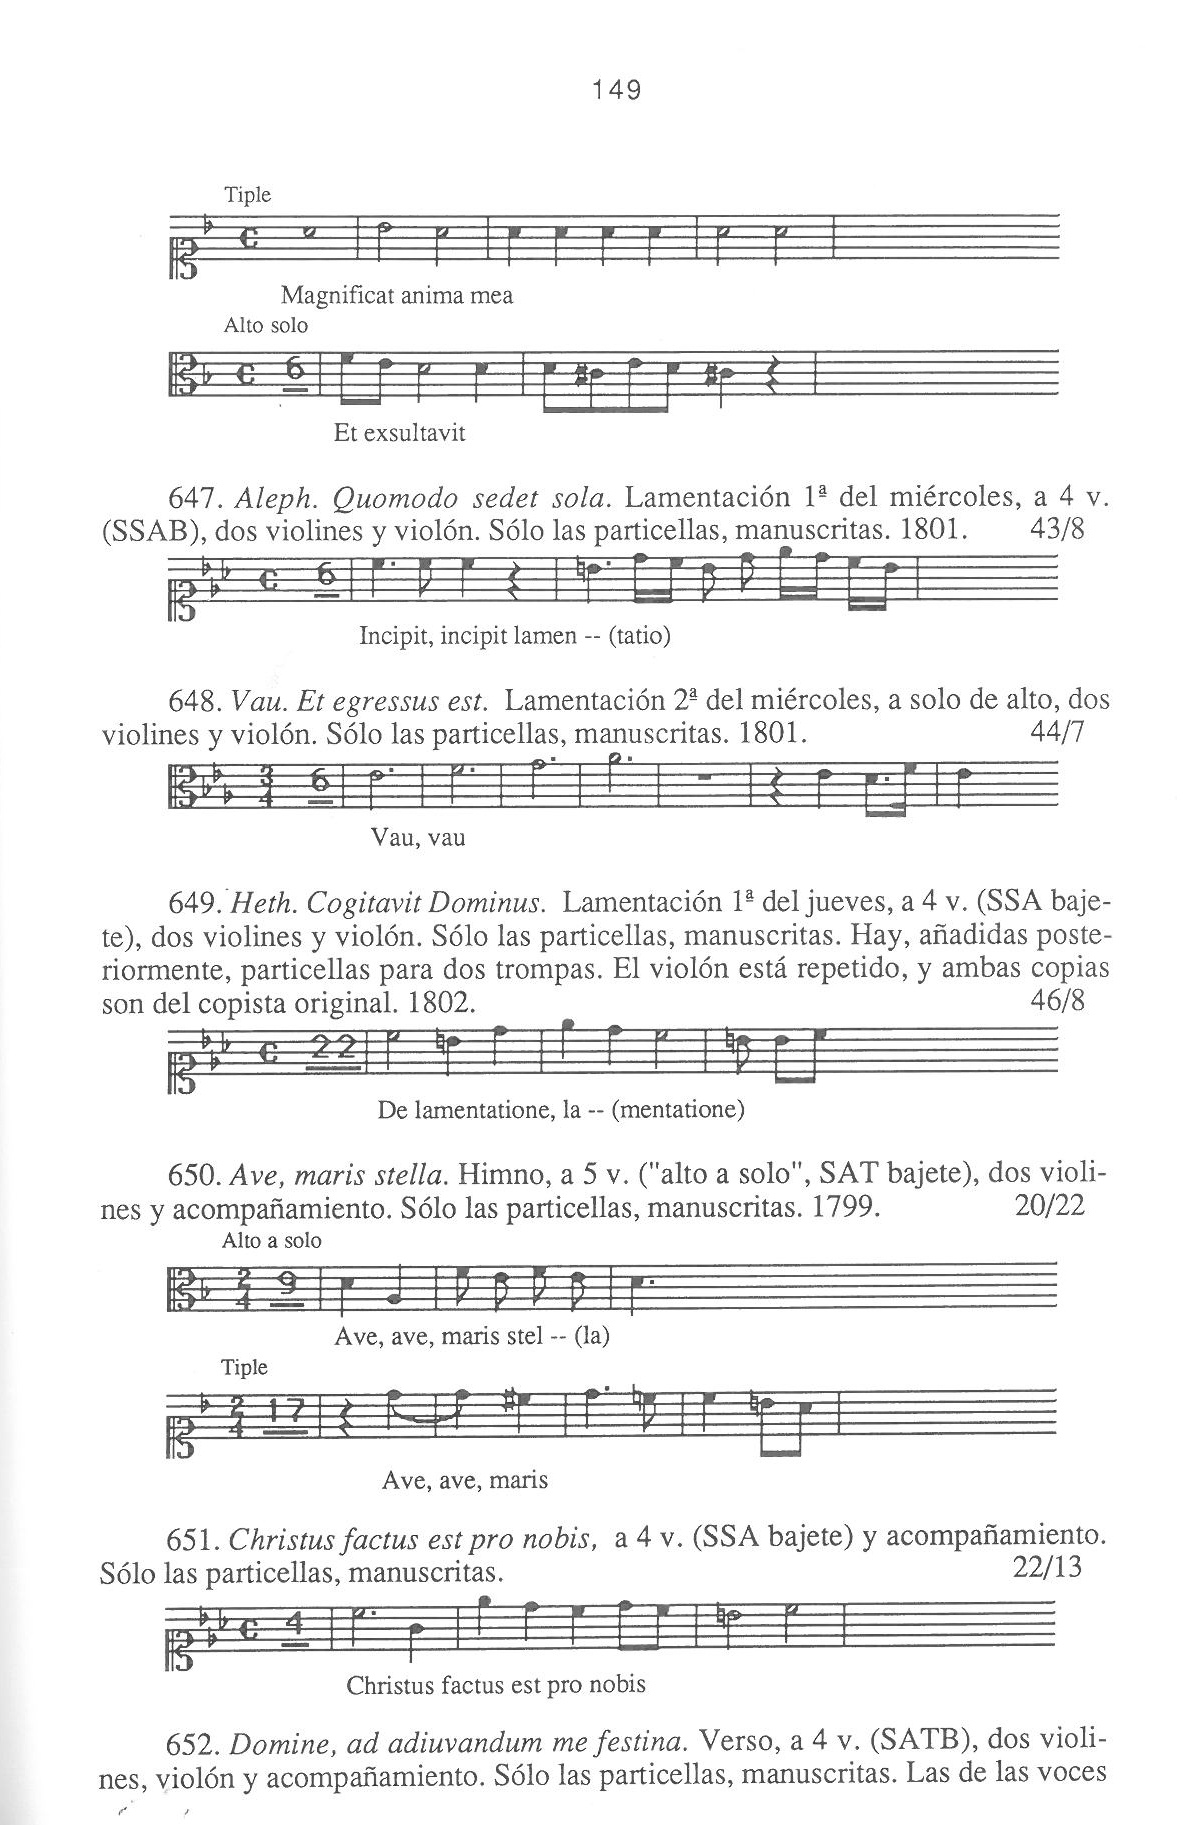 149
Tiple
6
Magnificat anima mea
Alto solo
Et exsultavit
647. Aleph. Quomodo sedet sola. Lamentación 1ª del miércoles, a 4 v.
(SSAB), dos violines y violón. Sólo las particellas, manuscritas. 1801. 43/8
6
Incipit, incipit lamen -- (tatio)
648. Vau. Et egressus est. Lamentación 2ª del miércoles, a solo de alto, dos
violines y violón. Sólo las particellas, manuscritas. 1801. 44/7
3/4 6
Vau, vau
649. Heth. Cogitavit Dominus. Lamentación 1ª del jueves, a 4 v. (SSA baje-
te), dos violines y violón. Sólo las particellas, manuscritas. Hay, añadidas poste-
riormente, particellas para dos trompas. El violón está repetido, y ambas copias
son del copista original. 1802. 46/8
22
De lamentatione, la -- (mentatione)
650. Ave, maris stella. Himno, a 5 v. ("alto a solo", SAT bajete), dos violi-
nes y acompañamiento. Sólo las particellas, manuscritas. 1799. 20/22
Alto a solo
2/4 9
Ave, ave, maris stel -- (la)
Tiple
2/4 17
Ave, ave, maris
651. Christus factus est pro nobis, a 4 v. (SSA bajete) y acompañamiento.
Sólo las particellas, manuscritas. 22/13
4
Christus factus est pro nobis
652. Domine, ad adiuvandum me festina. Verso, a 4 v. (SATB), dos violi-
nes, violón y acompañamiento. Sólo las particellas, manuscritas. Las de las voces